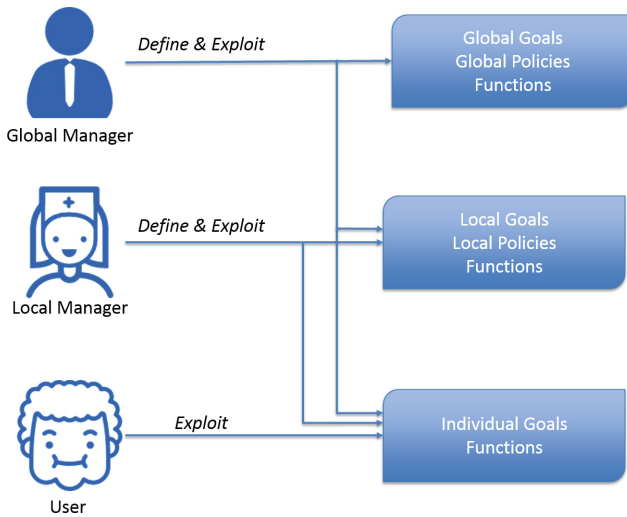 Define & Exploit
Global Goals
Global Policies
Functions
Global Manager
Define & Exploit
Local Goals
Local Policies
Functions
Local Manager
Exploit
Individual Goals
Functions
User